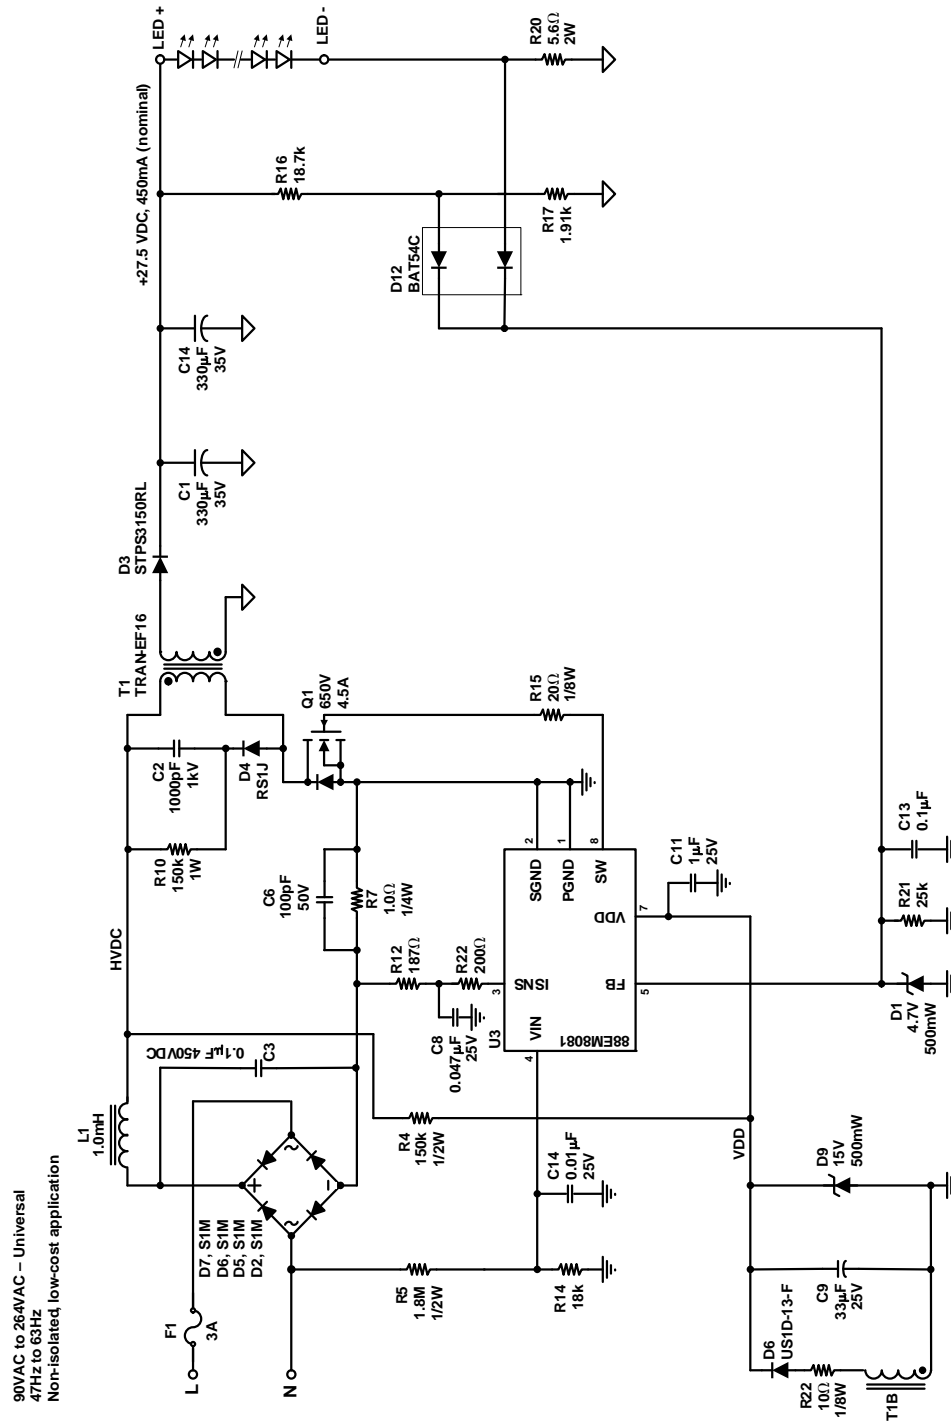 90VAC to 264VAC – Universal
47Hz to 63Hz
Non-isolated, low-cost application
L
N
F1
3A
D7, S1M
D6, S1M
D5, S1M
D2, S1M
+
−
~
~
L1
1.0mH
0.1µF 450VDC
C3
HVDC
R10
150k
1W
C2
1000pF
1kV
D4
RS1J
T1
TRAN-EF16
D3
STPS3150RL
C1
330µF
35V
C14
330µF
35V
+27.5 VDC, 450mA (nominal)
LED +
LED -
R16
18.7k
R17
1.91k
R20
5.6Ω
2W
D12
BAT54C
Q1
650V
4.5A
R15
20Ω
1/8W
C6
100pF
50V
R7
1.0Ω
1/4W
R12
187Ω
R22
200Ω
C8
0.047µF
25V
U3
88EM8081
VIN
4
ISNS
3
SGND
2
PGND
1
SW
8
VDD
7
FB
5
C11
1µF
25V
R4
150k
1/2W
R5
1.8M
1/2W
R14
18k
C14
0.01µF
25V
VDD
D9
15V
500mW
C9
33µF
25V
D6
US1D-13-F
R22
10Ω
1/8W
T1B
D1
4.7V
500mW
R21
25k
C13
0.1µF